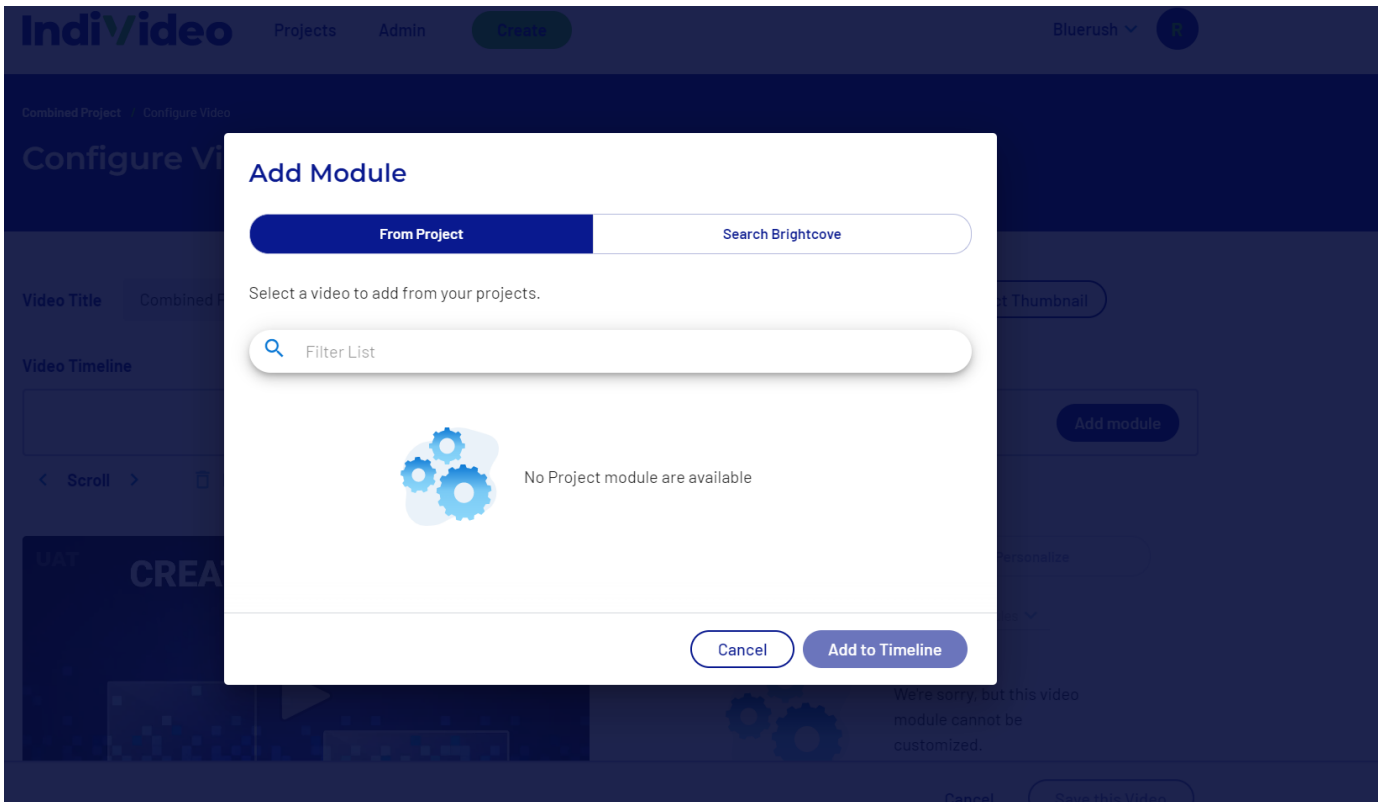 IndiVideo Projects Admin Create Bluerush R
Combined Project / Configure Video
Configure Vi
Add Module
From Project Search Brightcove
Select a video to add from your projects.
Filter List
Video Title Combined t Thumbnail
Video Timeline
Add module
No Project module are available
Scroll
UAT
CREA
Personalize
Cancel Add to Timeline
We're sorry, but this video
module cannot be
customized.
Cancel Save this Video